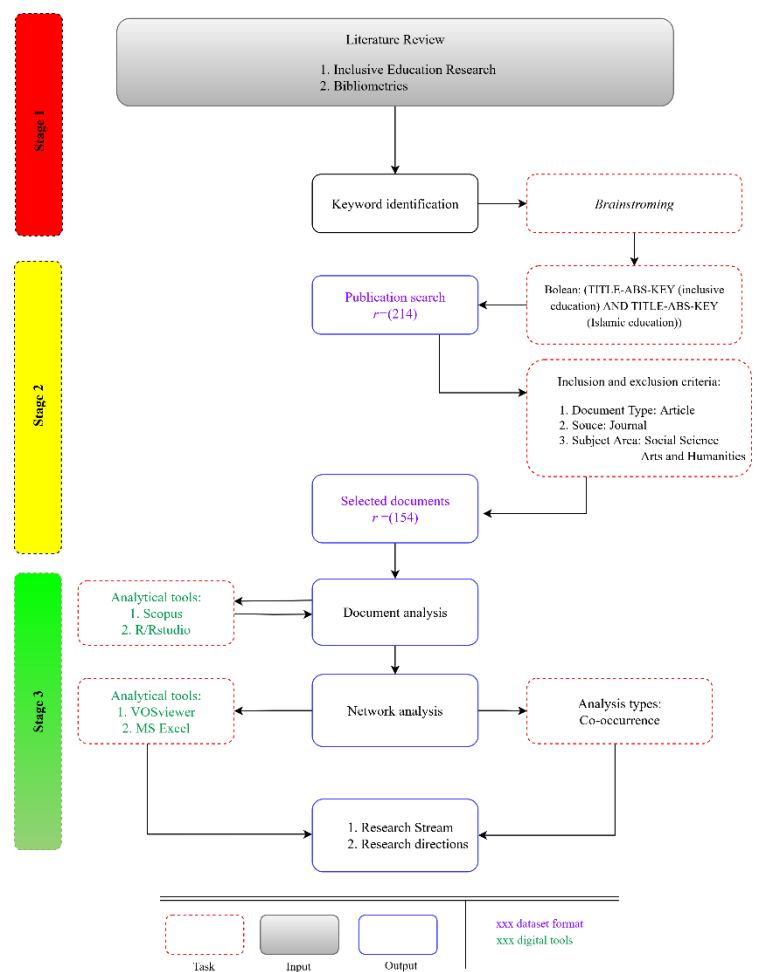 Stage 1
Literature Review
1. Inclusive Education Research
2. Bibliometrics
Keyword identification
Brainstroming
Stage 2
Publication search
r=(214)
Bolean: (TITLE-ABS-KEY (inclusive
education) AND TITLE-ABS-KEY
(Islamic education))
Inclusion and exclusion criteria:
1. Document Type: Article
2. Souce: Journal
3. Subject Area: Social Science
Arts and Humanities
Selected documents
r =(154)
Stage 3
Analytical tools:
1. Scopus
2. R/Rstudio
Document analysis
Analytical tools:
1. VOSviewer
2. MS Excel
Network analysis
Analysis types:
Co-occurrence
1. Research Stream
2. Research directions
Task
Input
Output
xxx dataset format
xxx digital tools